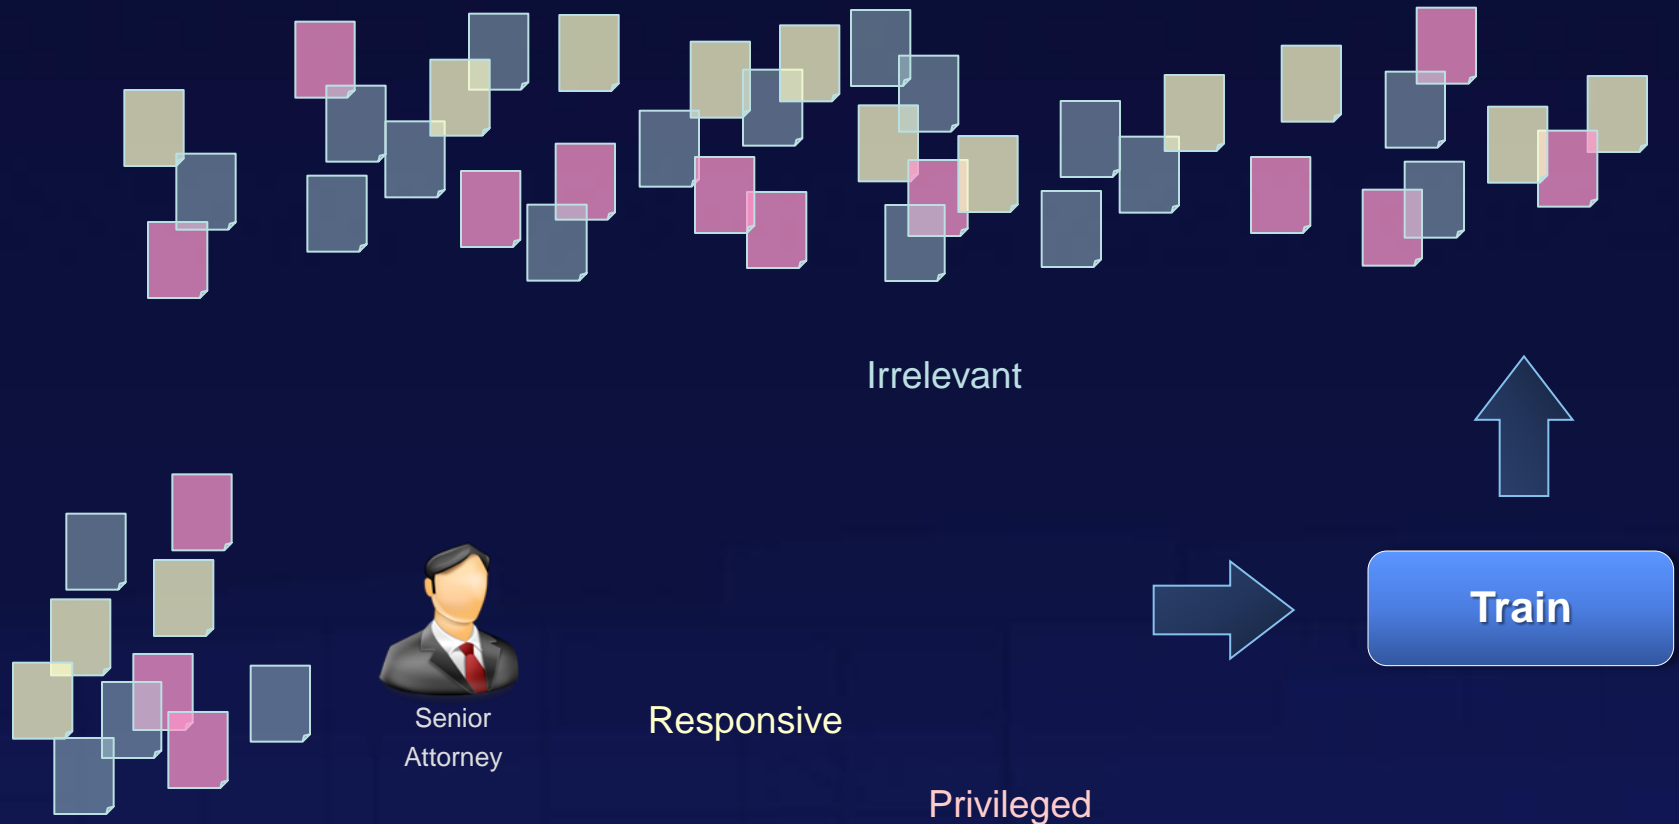 Irrelevant
Train
Senior
Attorney
Responsive
Privileged